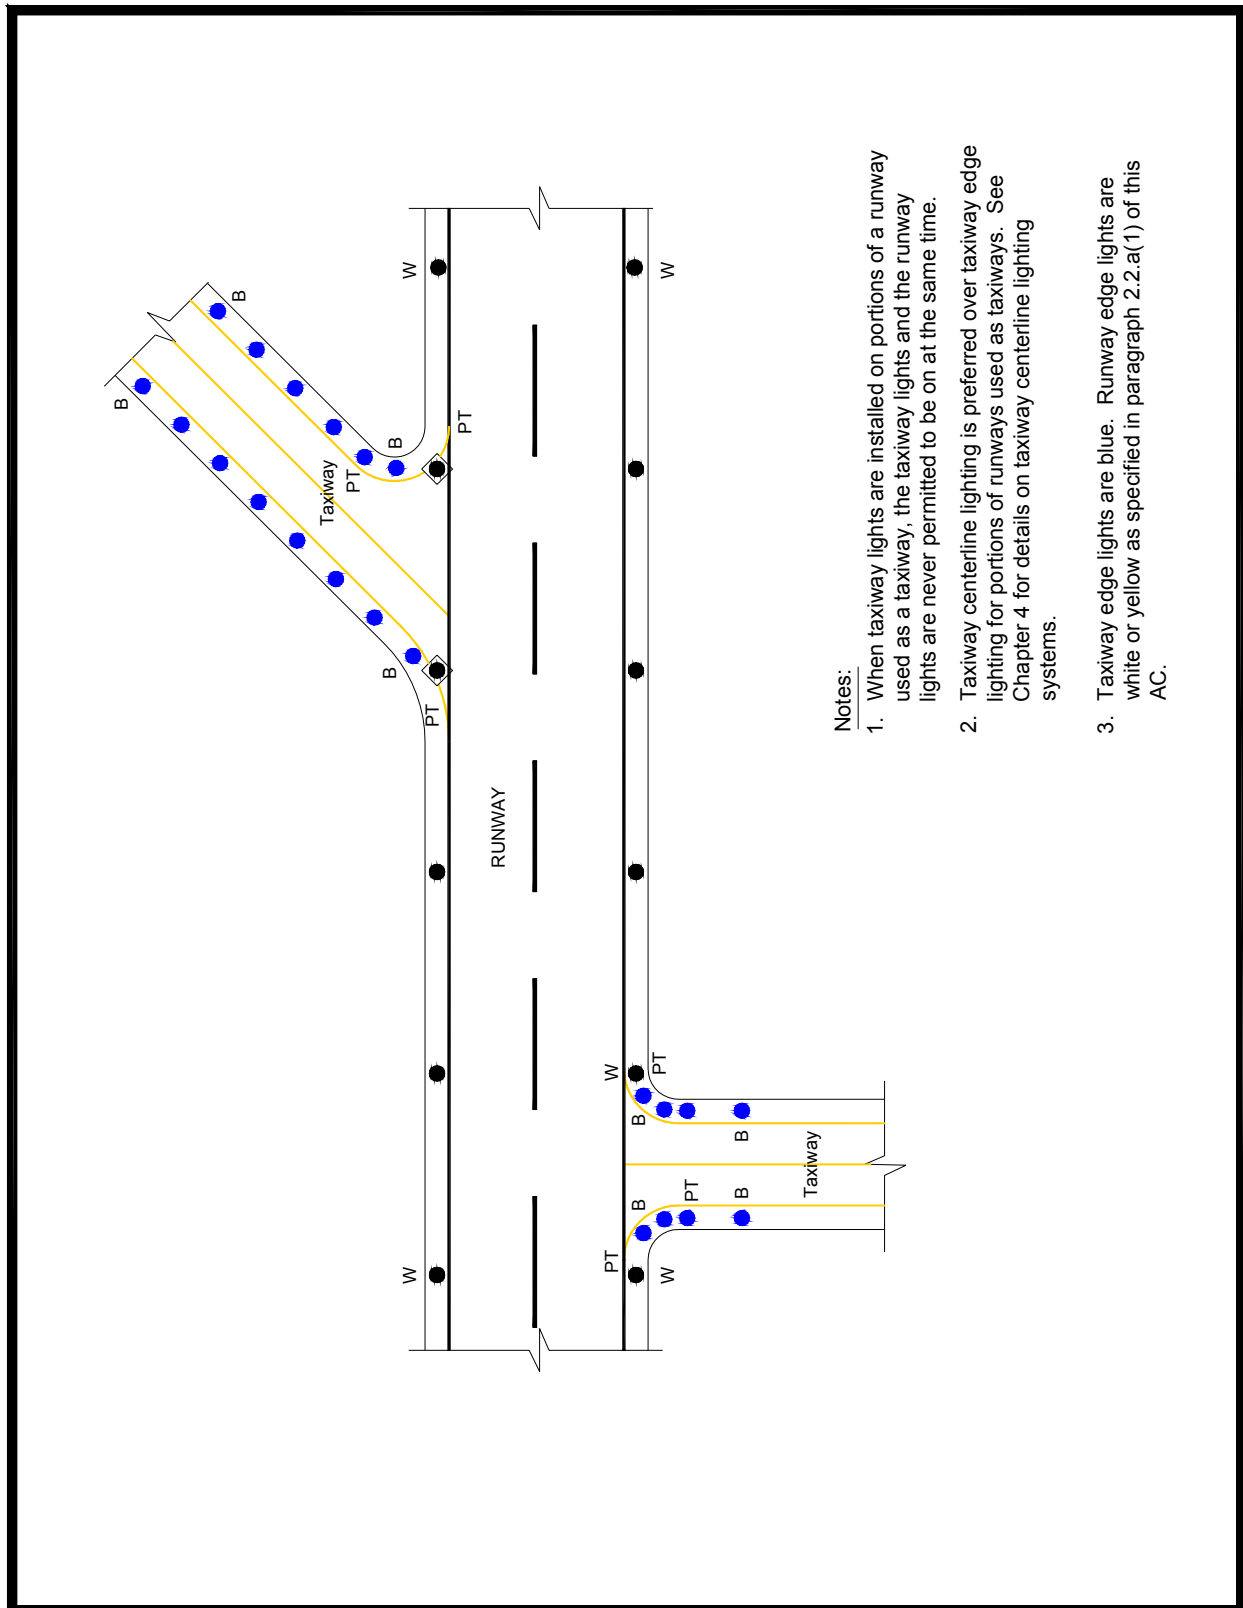 B
B
W
B
PT
Taxiway
PT
B
PT
W
RUNWAY
W
PT
B
B
Taxiway
B
PT
B
PT
W
W
Notes:
1. When taxiway lights are installed on portions of a runway
used as a taxiway, the taxiway lights and the runway
lights are never permitted to be on at the same time.
2. Taxiway centerline lighting is preferred over taxiway edge
lighting for portions of runways used as taxiways. See
Chapter 4 for details on taxiway centerline lighting
systems.
3. Taxiway edge lights are blue. Runway edge lights are
white or yellow as specified in paragraph 2.2.a(1) of this
AC.